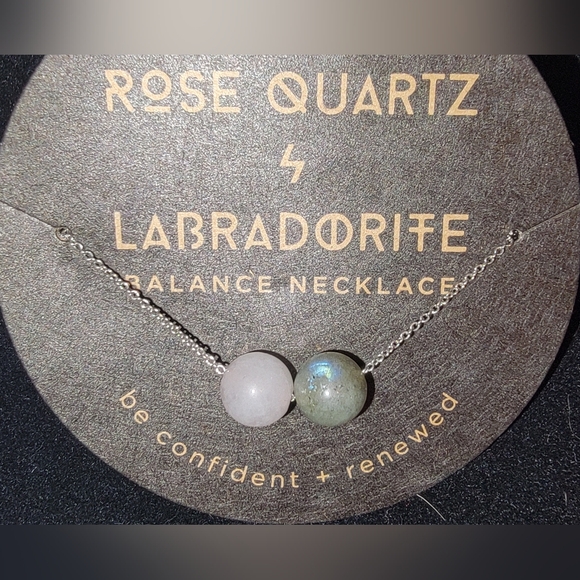 ROSE QUARTZ
ϟ
LABRADORITE
BALANCE NECKLACE
be confident + renewed